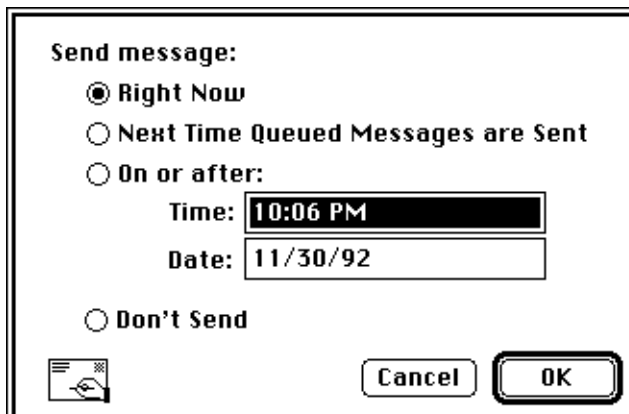 Send message:
Right Now
Next Time Queued Messages are Sent
On or after:
Time: 10:06 PM
Date: 11/30/92
Don't Send
Cancel OK